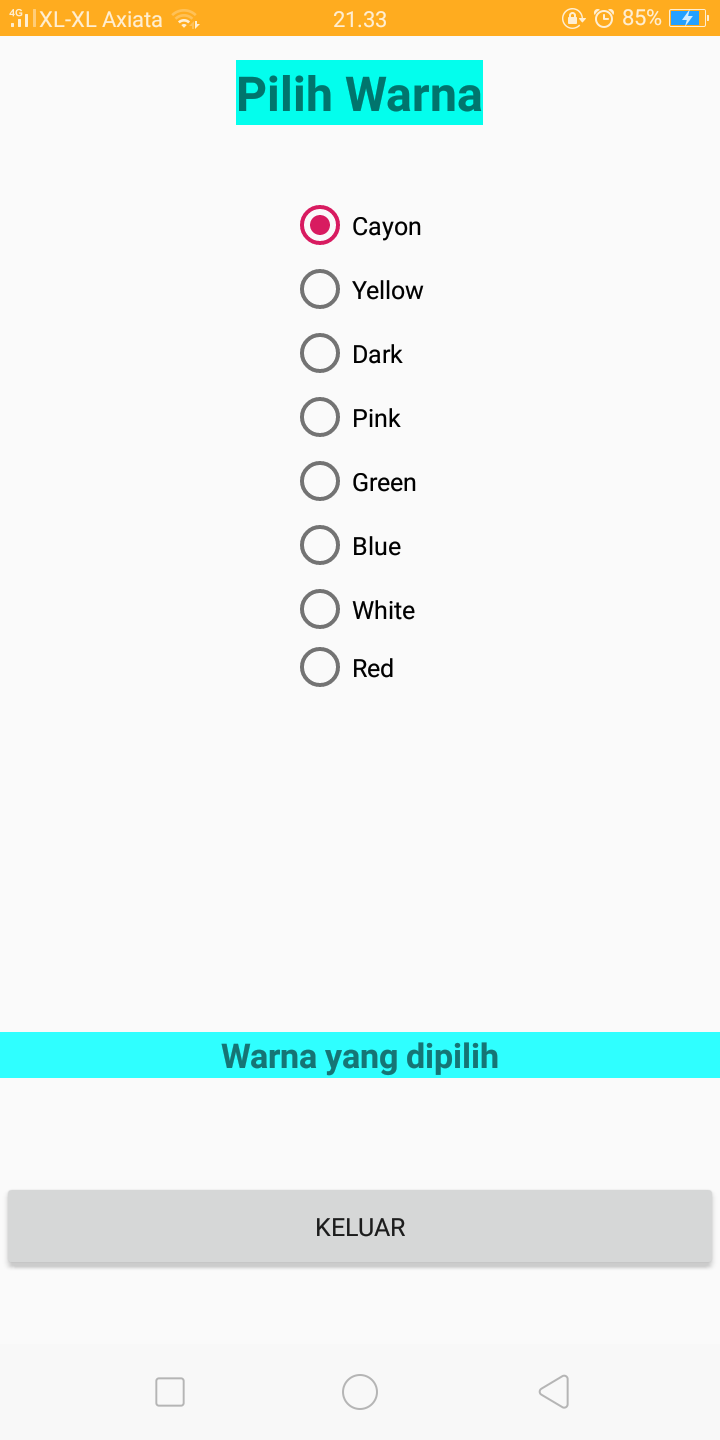 4G XL-XL Axiata 21.33 85%
Pilih Warna
Cayon
Yellow
Dark
Pink
Green
Blue
White
Red
Warna yang dipilih
KELUAR